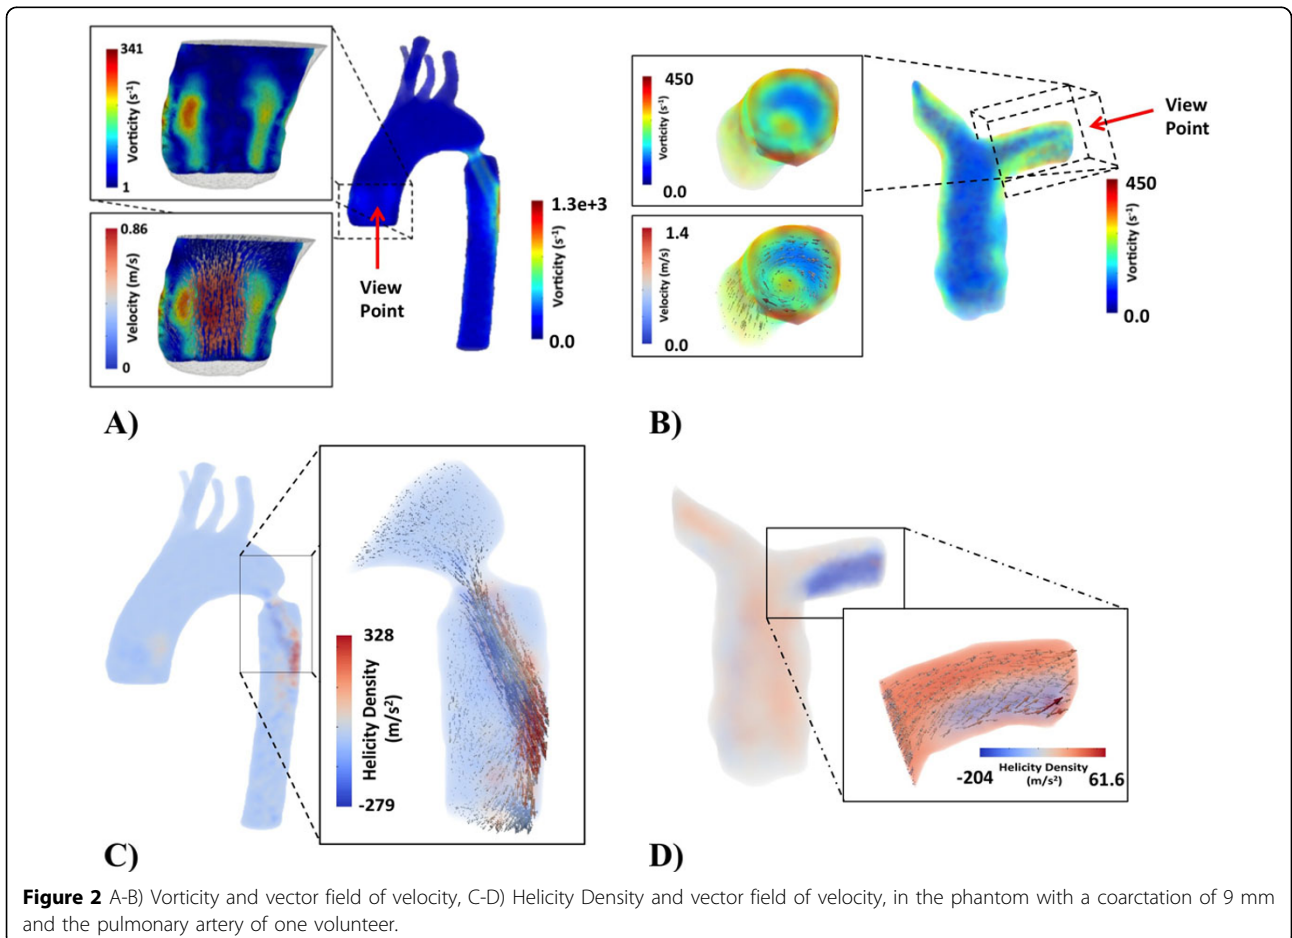 341
Vorticity (s⁻¹)
1
0.86
Velocity (m/s)
0
View
Point
1.3e+3
Vorticity (s⁻¹)
0.0
A)
450
Vorticity (s⁻¹)
0.0
1.4
Velocity (m/s)
0.0
View
Point
450
Vorticity (s⁻¹)
0.0
B)
328
Helicity Density
(m/s²)
-279
C)
-204
Helicity Density
(m/s²)
61.6
D)
Figure 2 A-B) Vorticity and vector field of velocity, C-D) Helicity Density and vector field of velocity, in the phantom with a coarctation of 9 mm
and the pulmonary artery of one volunteer.